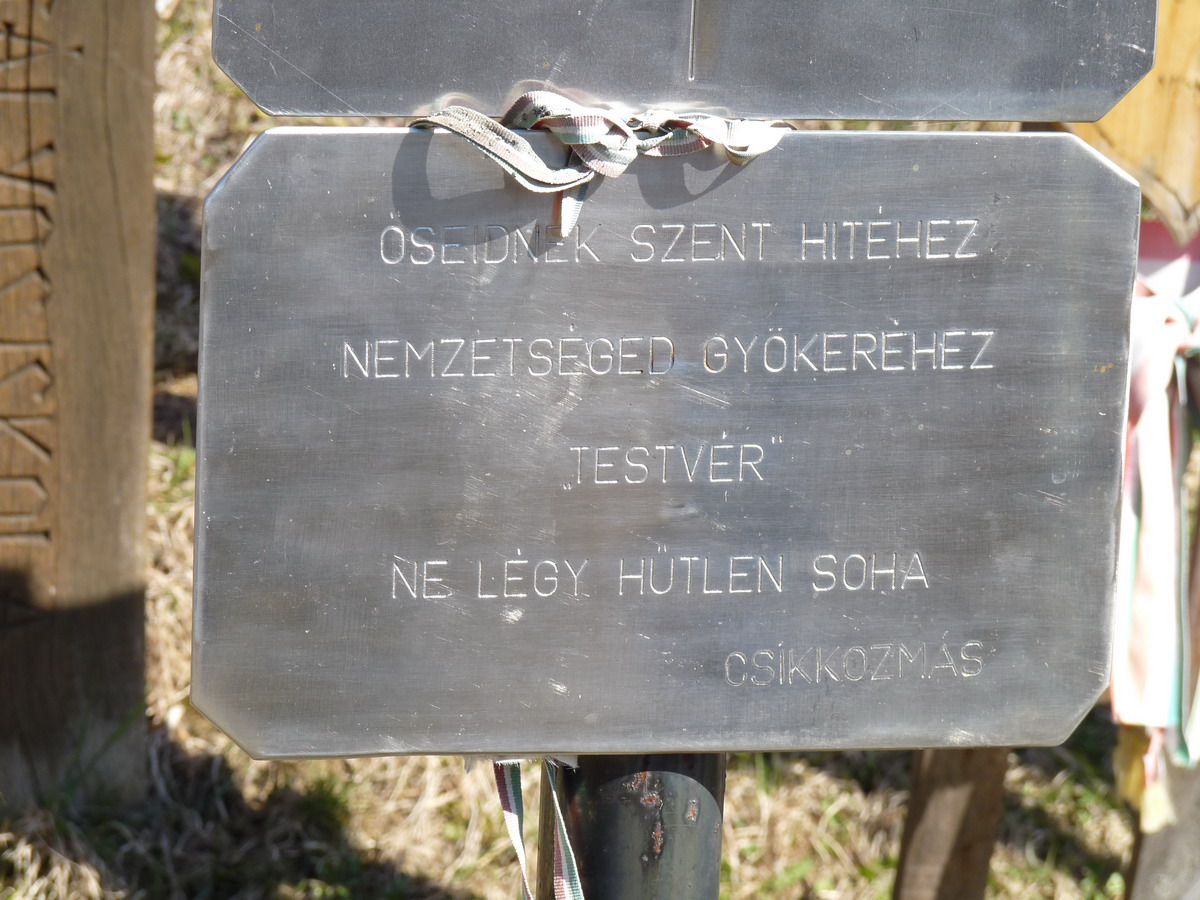 ŐSEIDNEK SZENT HITÉHEZ
NEMZETSÉGED GYÖKERÉHEZ
„TESTVÉR"
NE LÉGY HŰTLEN SOHA
CSÍKKOZMÁS